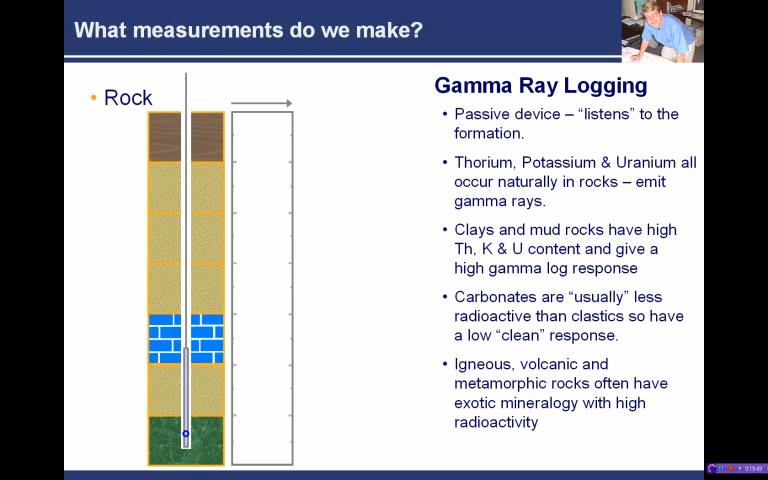 What measurements do we make?
• Rock
Gamma Ray Logging
• Passive device – “listens” to the
formation.
• Thorium, Potassium & Uranium all
occur naturally in rocks – emit
gamma rays.
• Clays and mud rocks have high
Th, K & U content and give a
high gamma log response
• Carbonates are “usually” less
radioactive than clastics so have
a low “clean” response.
• Igneous, volcanic and
metamorphic rocks often have
exotic mineralogy with high
radioactivity
0:19:49